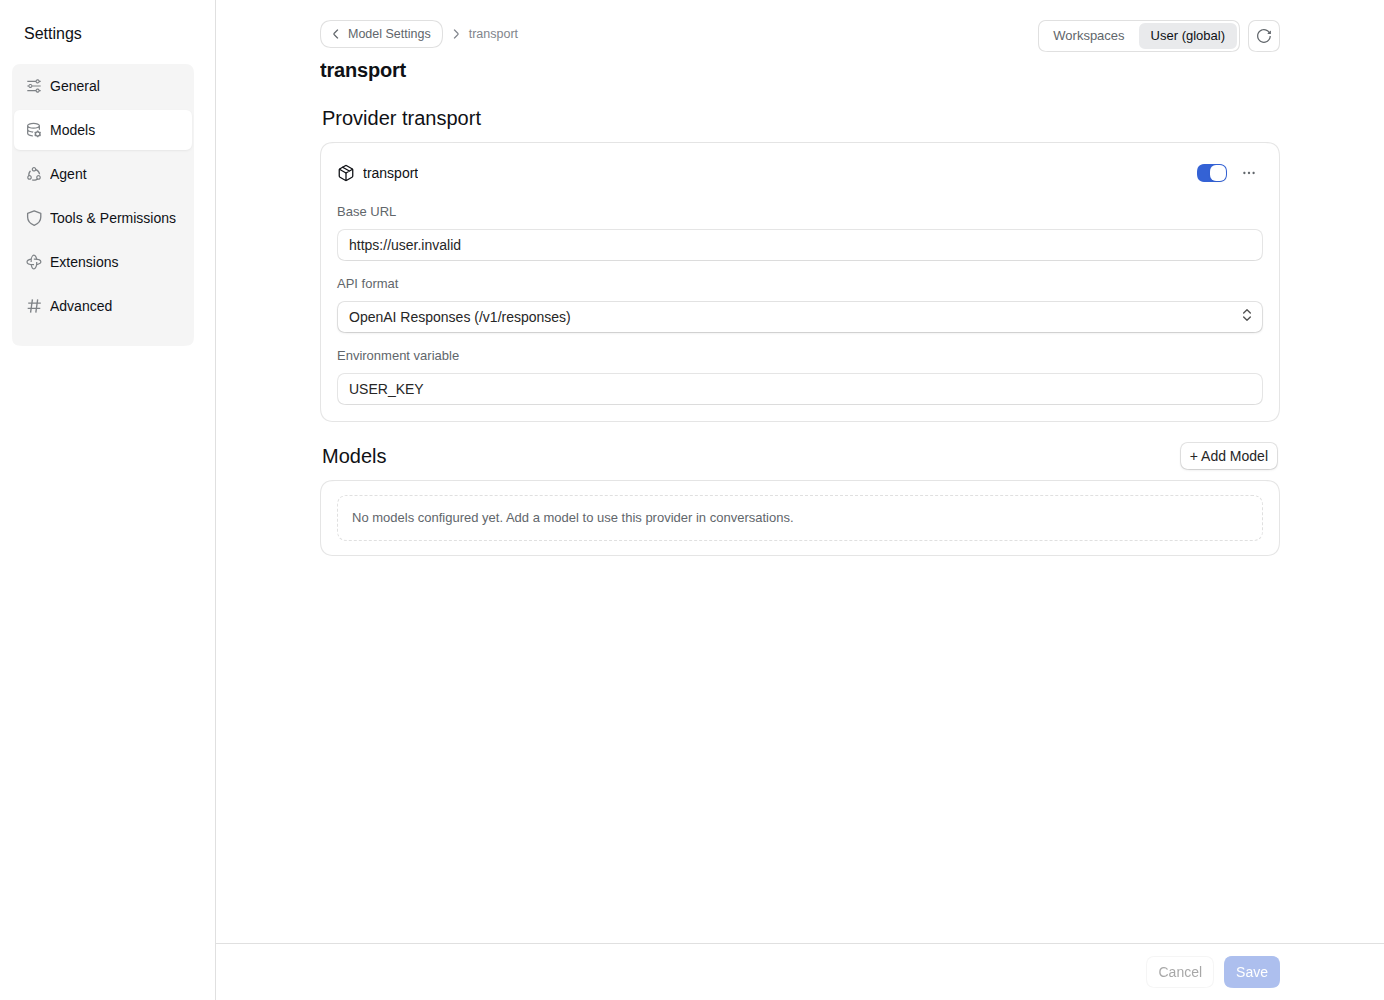 Settings
General
Models
Agent
Tools & Permissions
Extensions
Advanced
Model Settings
transport
Workspaces
User (global)
transport
Provider transport
transport
Base URL
https://user.invalid
API format
OpenAI Responses (/v1/responses)
Environment variable
USER_KEY
Models
+ Add Model
No models configured yet. Add a model to use this provider in conversations.
Cancel
Save